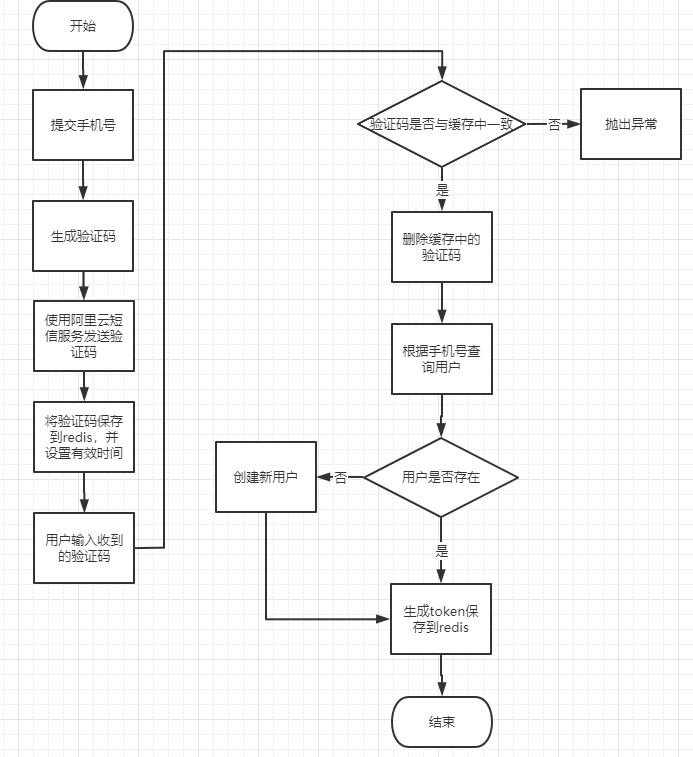 开始
提交手机号
生成验证码
使用阿里云短
信服务发送验
证码
将验证码保存
到redis，并
设置有效时间
用户输入收到
的验证码
验证码是否与缓存中一致
否
抛出异常
是
删除缓存中的
验证码
根据手机号查
询用户
用户是否存在
否
创建新用户
是
生成token保
存到redis
结束